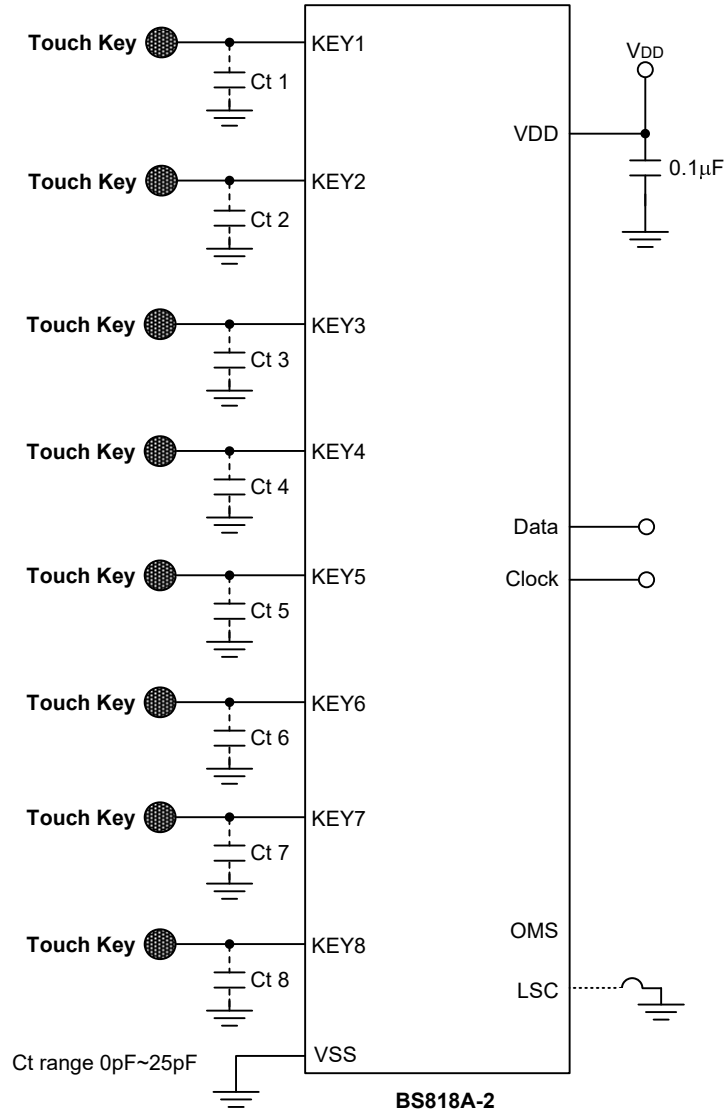 Touch Key
KEY1
Ct 1
VDD
VDD
0.1μF
Touch Key
KEY2
Ct 2
Touch Key
KEY3
Ct 3
Touch Key
KEY4
Ct 4
Data
Touch Key
KEY5
Clock
Ct 5
Touch Key
KEY6
Ct 6
Touch Key
KEY7
Ct 7
Touch Key
KEY8
OMS
Ct 8
LSC
Ct range 0pF~25pF
VSS
BS818A-2